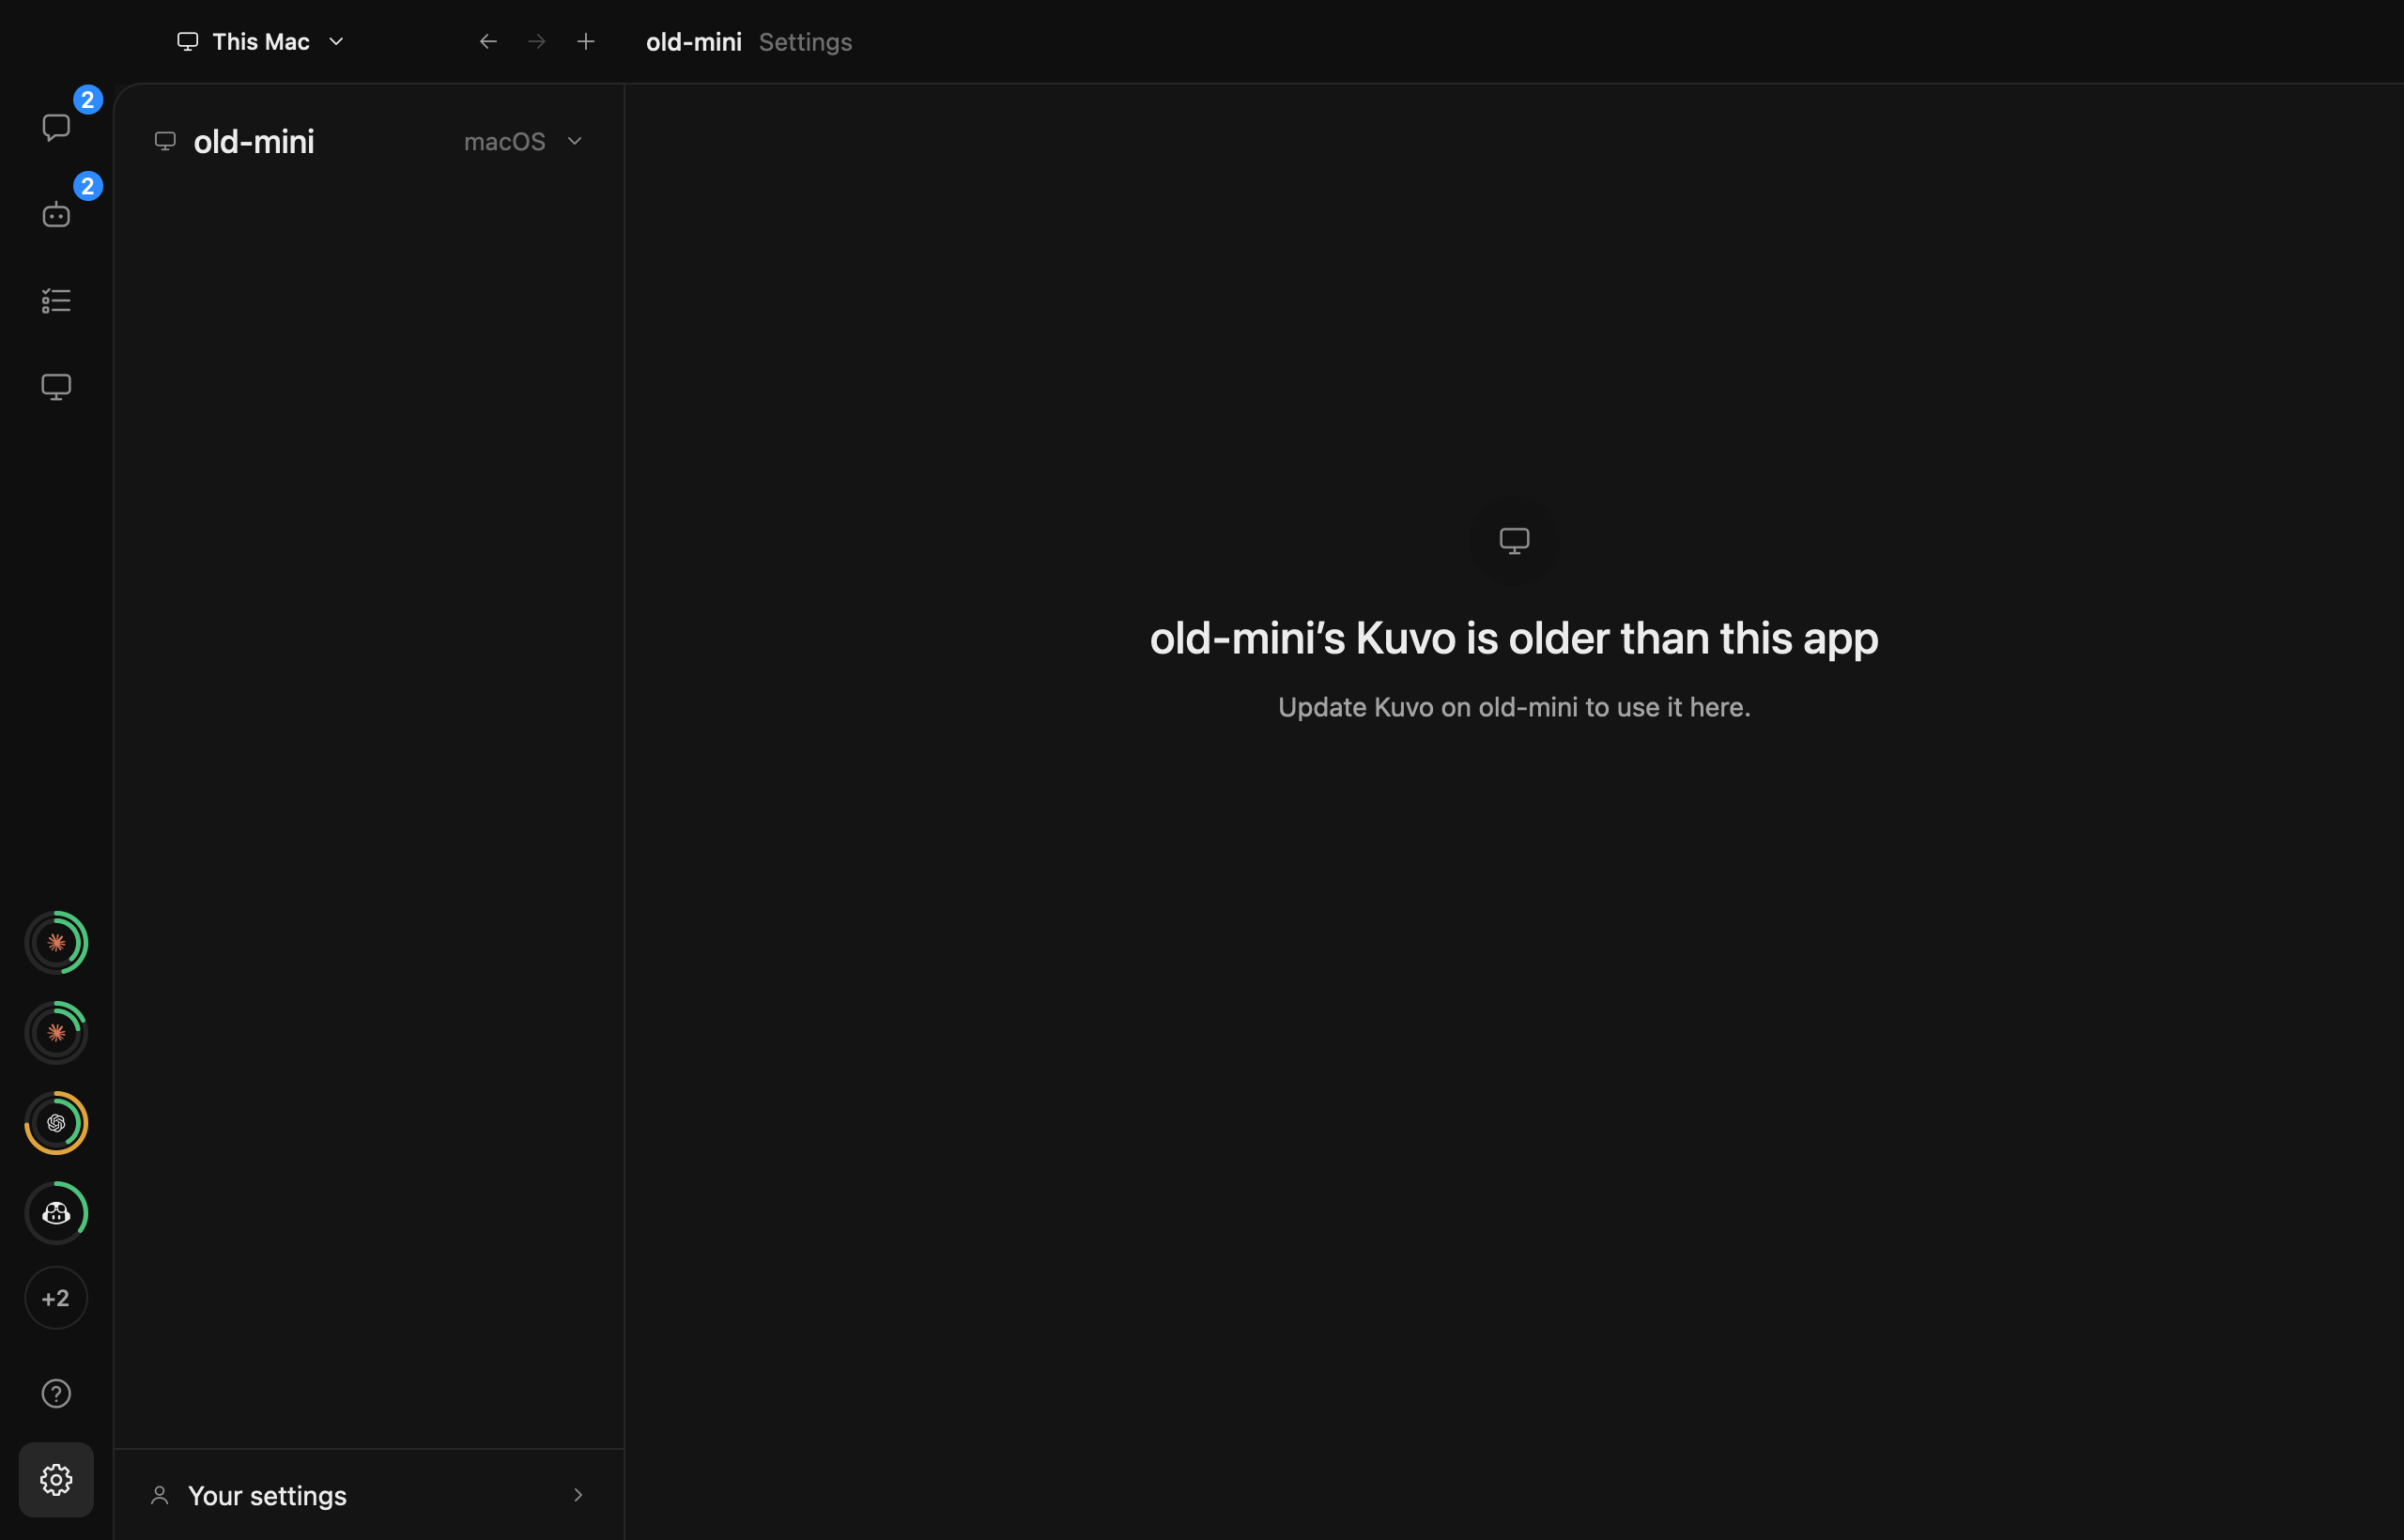 This Mac
old-mini Settings
2
old-mini macOS
2
old-mini’s Kuvo is older than this app
Update Kuvo on old-mini to use it here.
+2
?
Your settings